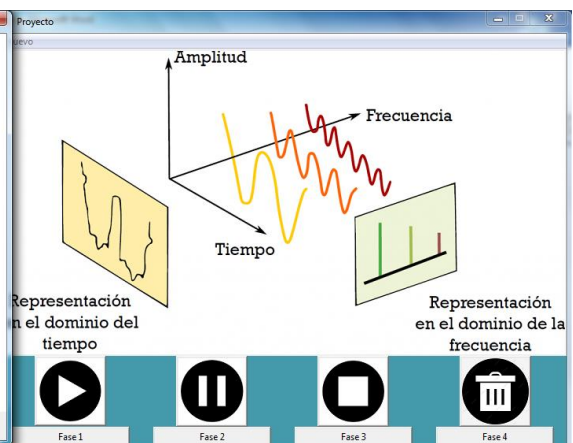 Proyecto
uevo
Amplitud
Frecuencia
Tiempo
Representación
n el dominio del
tiempo
Representación
en el dominio de la
frecuencia
Fase 1
Fase 2
Fase 3
Fase 4